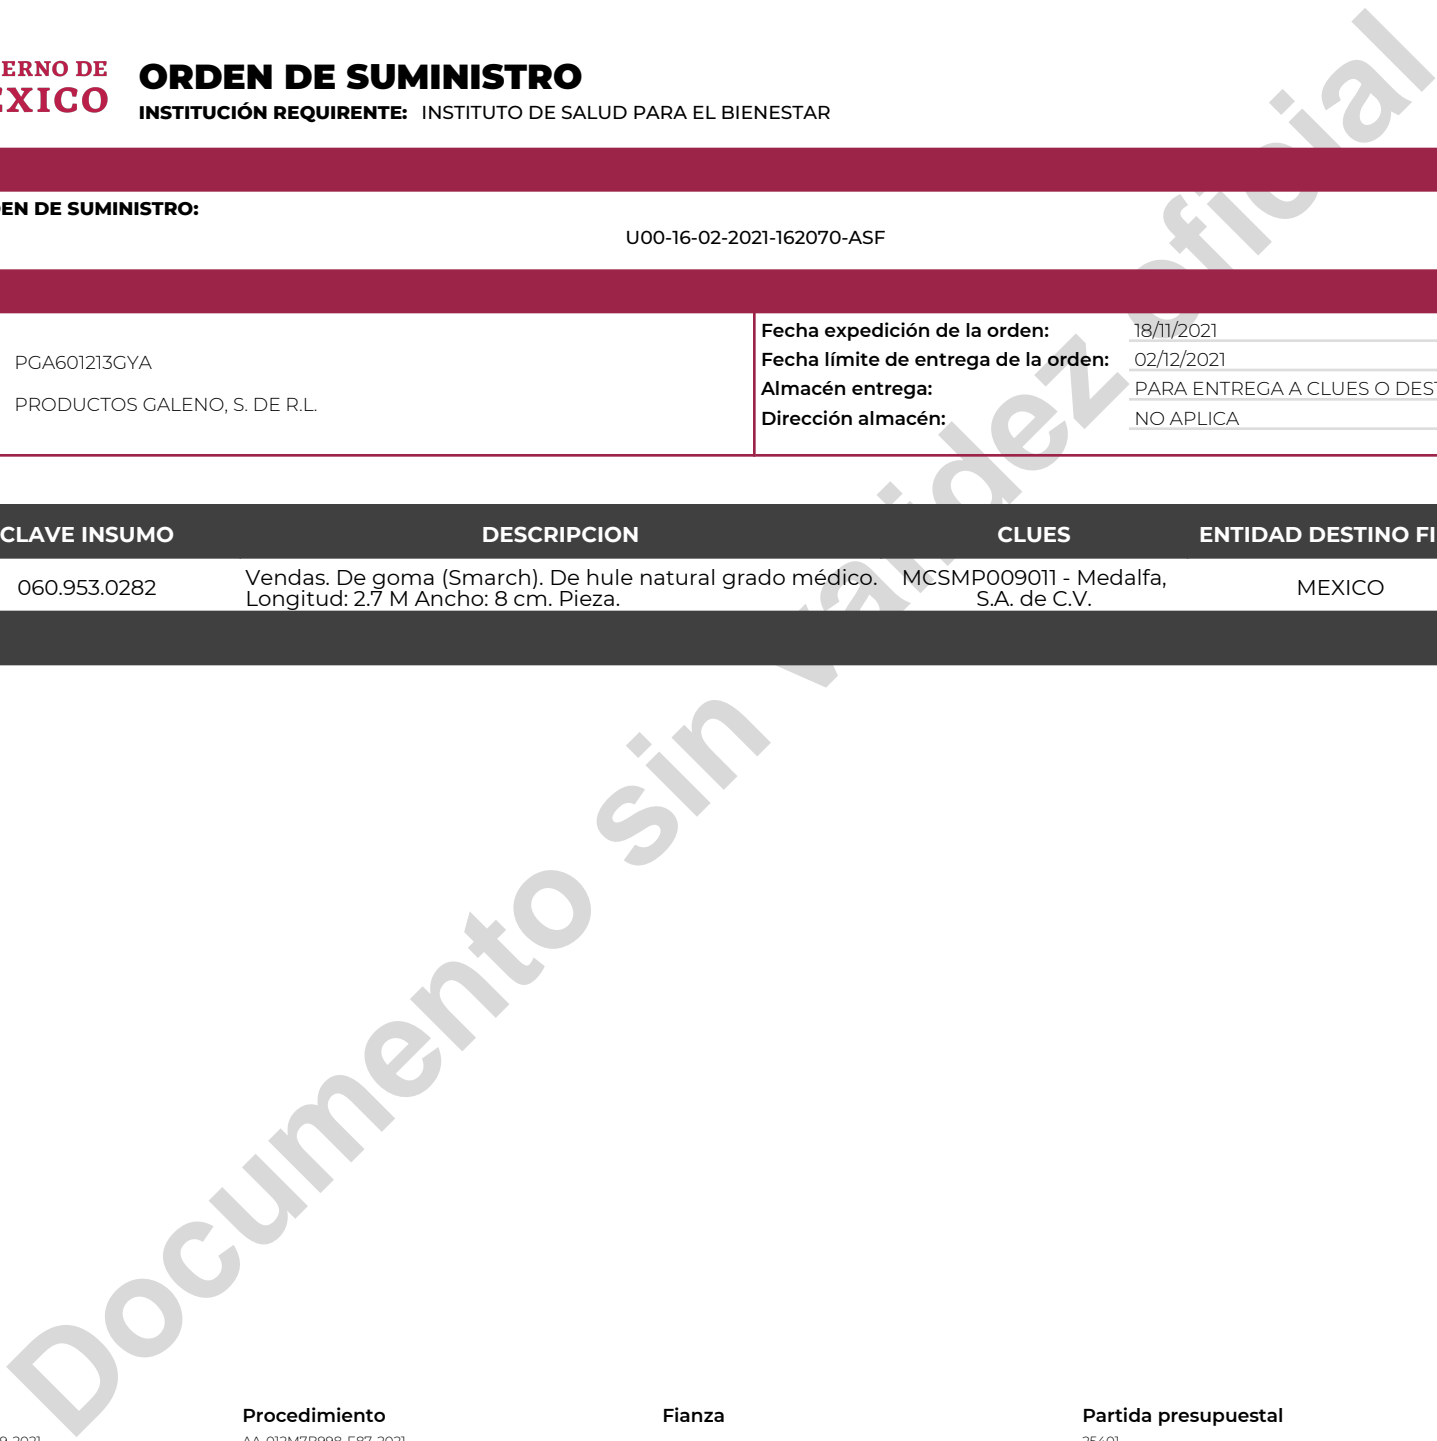 ERNO DE
EXICO
ORDEN DE SUMINISTRO
INSTITUCIÓN REQUIRENTE: INSTITUTO DE SALUD PARA EL BIENESTAR
EN DE SUMINISTRO:
U00-16-02-2021-162070-ASF
PGA601213GYA
PRODUCTOS GALENO, S. DE R.L.
Fecha expedición de la orden: 18/11/2021
Fecha límite de entrega de la orden: 02/12/2021
Almacén entrega: PARA ENTREGA A CLUES O DEST
Dirección almacén: NO APLICA
CLAVE INSUMO DESCRIPCION CLUES ENTIDAD DESTINO FI
060.953.0282 Vendas. De goma (Smarch). De hule natural grado médico. MCSMP009011 - Medalfa, MEXICO
Longitud: 2.7 M Ancho: 8 cm. Pieza. S.A. de C.V.
Documento sin validez oficial
Procedimiento Fianza Partida presupuestal